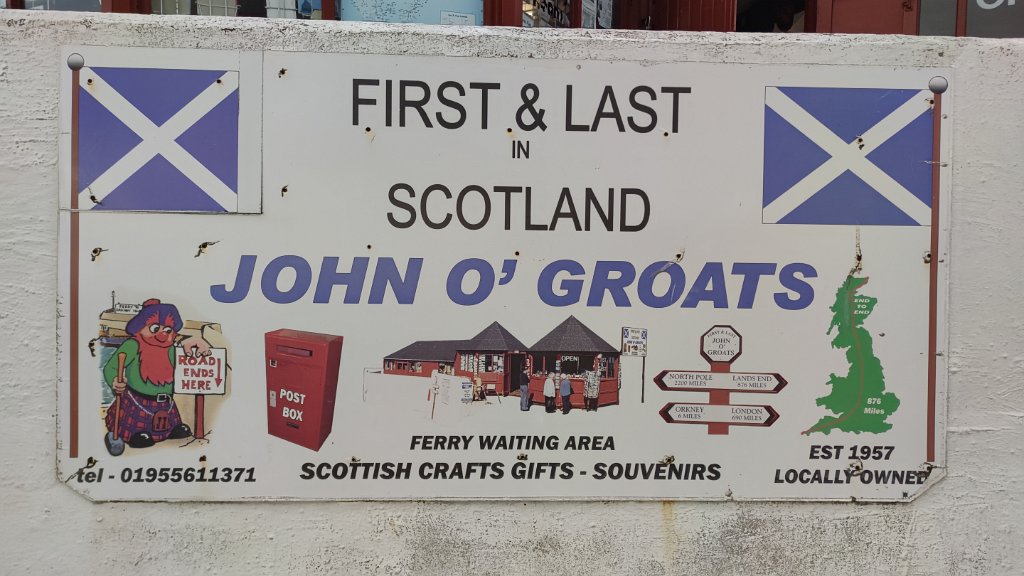 FIRST & LAST
IN
SCOTLAND
JOHN O' GROATS
ROAD
ENDS
HERE
POST
BOX
OPEN
FIRST & LAST
JOHN
O'
GROATS
NORTH POLE
2200 MILES
LANDS END
876 MILES
ORKNEY
6 MILES
LONDON
690 MILES
END
TO
END
876
Miles
FERRY WAITING AREA
SCOTTISH CRAFTS GIFTS - SOUVENIRS
tel - 01955611371
EST 1957
LOCALLY OWNED